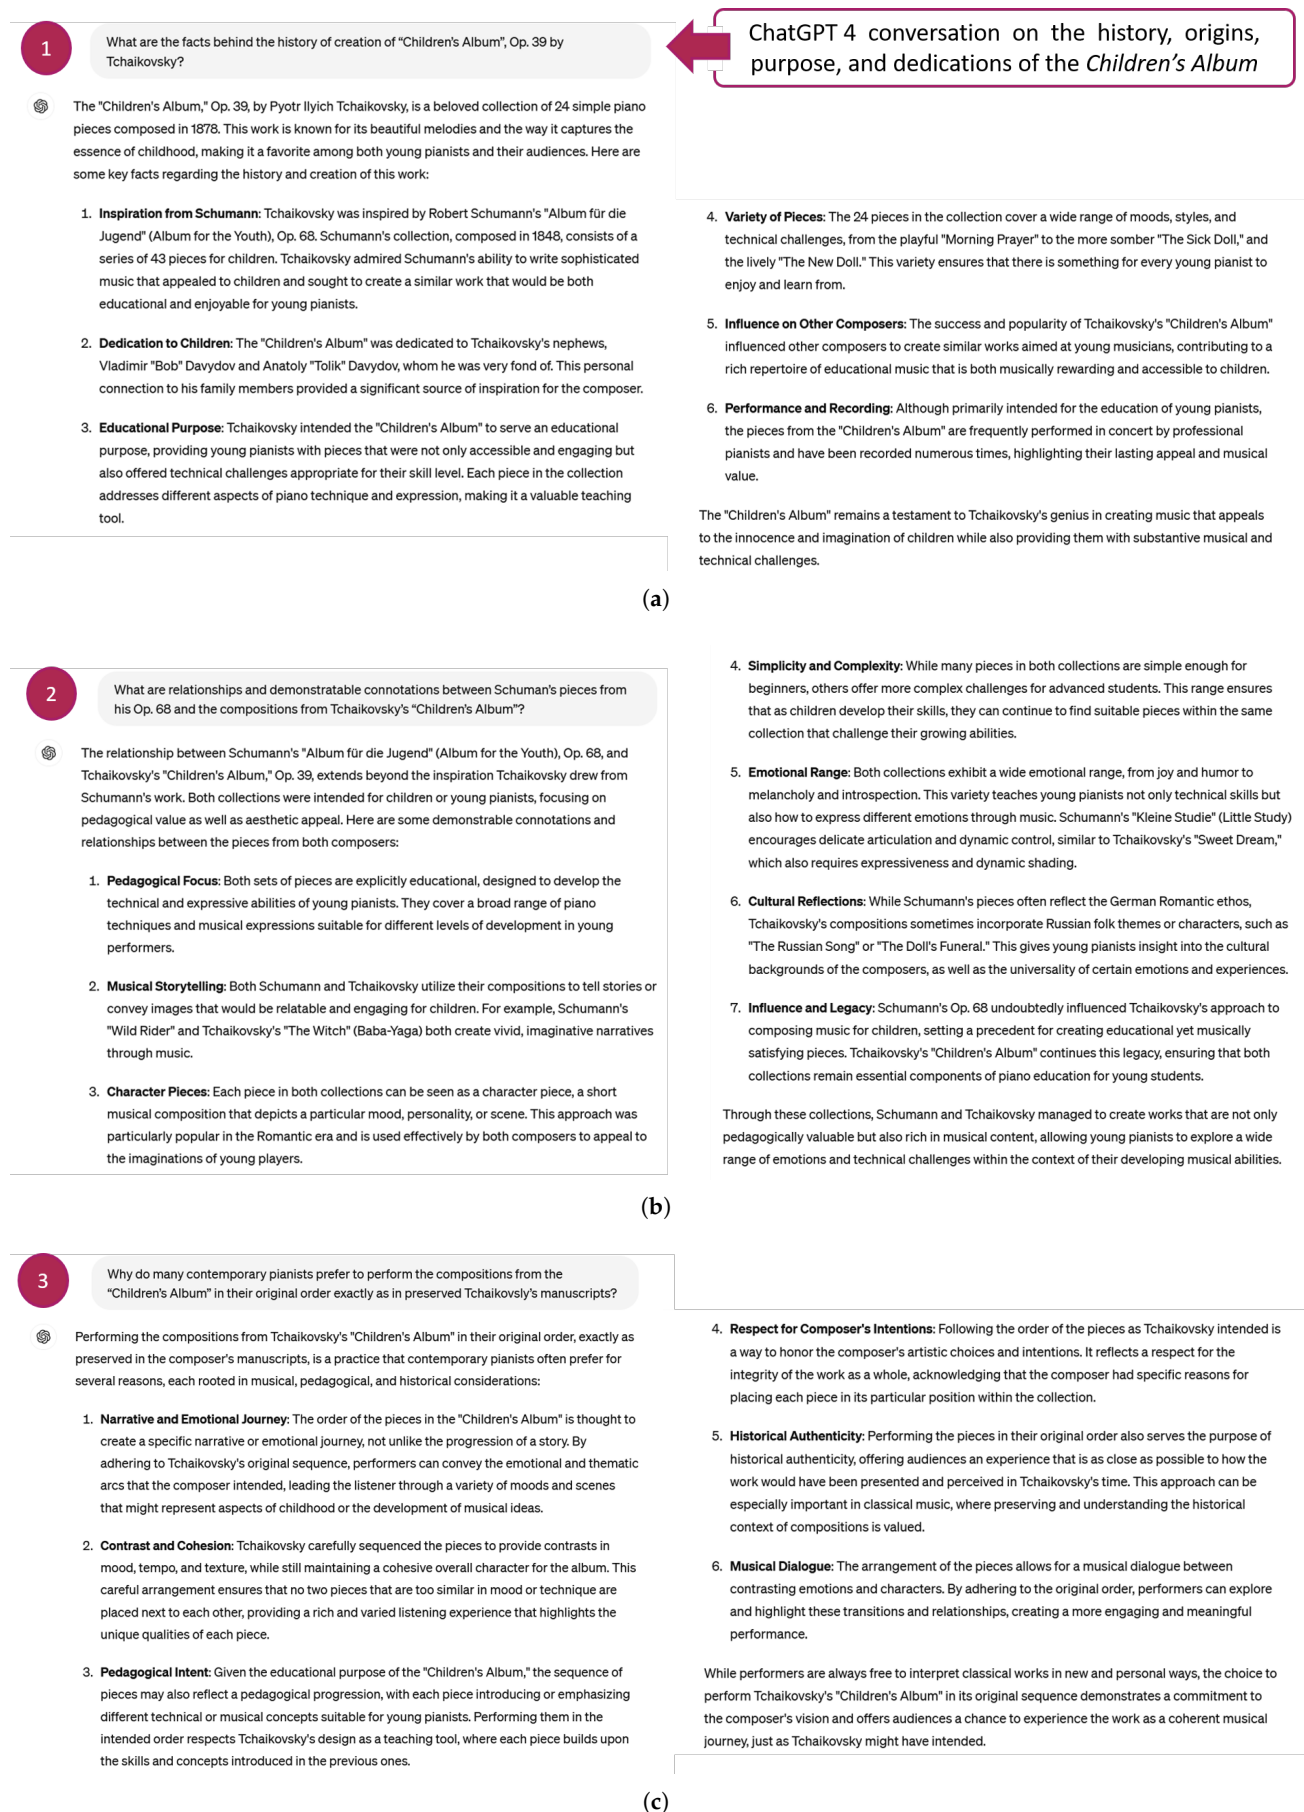 1
What are the facts behind the history of creation of “Children’s Album”, Op. 39 by
Tchaikovsky?
The "Children's Album," Op. 39, by Pyotr Ilyich Tchaikovsky, is a beloved collection of 24 simple piano
pieces composed in 1878. This work is known for its beautiful melodies and the way it captures the
essence of childhood, making it a favorite among both young pianists and their audiences. Here are
some key facts regarding the history and creation of this work:
1. Inspiration from Schumann: Tchaikovsky was inspired by Robert Schumann's "Album für die
Jugend" (Album for the Youth), Op. 68. Schumann's collection, composed in 1848, consists of a
series of 43 pieces for children. Tchaikovsky admired Schumann's ability to write sophisticated
music that appealed to children and sought to create a similar work that would be both
educational and enjoyable for young pianists.
2. Dedication to Children: The "Children's Album" was dedicated to Tchaikovsky's nephews,
Vladimir "Bob" Davydov and Anatoly "Tolik" Davydov, whom he was very fond of. This personal
connection to his family members provided a significant source of inspiration for the composer.
3. Educational Purpose: Tchaikovsky intended the "Children's Album" to serve an educational
purpose, providing young pianists with pieces that were not only accessible and engaging but
also offered technical challenges appropriate for their skill level. Each piece in the collection
addresses different aspects of piano technique and expression, making it a valuable teaching
tool.
ChatGPT 4 conversation on the history, origins,
purpose, and dedications of the Children’s Album
4. Variety of Pieces: The 24 pieces in the collection cover a wide range of moods, styles, and
technical challenges, from the playful "Morning Prayer" to the more somber "The Sick Doll," and
the lively "The New Doll." This variety ensures that there is something for every young pianist to
enjoy and learn from.
5. Influence on Other Composers: The success and popularity of Tchaikovsky's "Children's Album"
influenced other composers to create similar works aimed at young musicians, contributing to a
rich repertoire of educational music that is both musically rewarding and accessible to children.
6. Performance and Recording: Although primarily intended for the education of young pianists,
the pieces from the "Children's Album" are frequently performed in concert by professional
pianists and have been recorded numerous times, highlighting their lasting appeal and musical
value.
The "Children's Album" remains a testament to Tchaikovsky's genius in creating music that appeals
to the innocence and imagination of children while also providing them with substantive musical and
technical challenges.
(a)
2
What are relationships and demonstratable connotations between Schuman’s pieces from
his Op. 68 and the compositions from Tchaikovsky’s “Children’s Album”?
The relationship between Schumann's "Album für die Jugend" (Album for the Youth), Op. 68, and
Tchaikovsky's "Children's Album," Op. 39, extends beyond the inspiration Tchaikovsky drew from
Schumann's work. Both collections were intended for children or young pianists, focusing on
pedagogical value as well as aesthetic appeal. Here are some demonstrable connotations and
relationships between the pieces from both composers:
1. Pedagogical Focus: Both sets of pieces are explicitly educational, designed to develop the
technical and expressive abilities of young pianists. They cover a broad range of piano
techniques and musical expressions suitable for different levels of development in young
performers.
2. Musical Storytelling: Both Schumann and Tchaikovsky utilize their compositions to tell stories or
convey images that would be relatable and engaging for children. For example, Schumann's
"Wild Rider" and Tchaikovsky's "The Witch" (Baba-Yaga) both create vivid, imaginative narratives
through music.
3. Character Pieces: Each piece in both collections can be seen as a character piece, a short
musical composition that depicts a particular mood, personality, or scene. This approach was
particularly popular in the Romantic era and is used effectively by both composers to appeal to
the imaginations of young players.
4. Simplicity and Complexity: While many pieces in both collections are simple enough for
beginners, others offer more complex challenges for advanced students. This range ensures
that as children develop their skills, they can continue to find suitable pieces within the same
collection that challenge their growing abilities.
5. Emotional Range: Both collections exhibit a wide emotional range, from joy and humor to
melancholy and introspection. This variety teaches young pianists not only technical skills but
also how to express different emotions through music. Schumann's "Kleine Studie" (Little Study)
encourages delicate articulation and dynamic control, similar to Tchaikovsky's "Sweet Dream,"
which also requires expressiveness and dynamic shading.
6. Cultural Reflections: While Schumann's pieces often reflect the German Romantic ethos,
Tchaikovsky's compositions sometimes incorporate Russian folk themes or characters, such as
"The Russian Song" or "The Doll's Funeral." This gives young pianists insight into the cultural
backgrounds of the composers, as well as the universality of certain emotions and experiences.
7. Influence and Legacy: Schumann's Op. 68 undoubtedly influenced Tchaikovsky's approach to
composing music for children, setting a precedent for creating educational yet musically
satisfying pieces. Tchaikovsky's "Children's Album" continues this legacy, ensuring that both
collections remain essential components of piano education for young students.
Through these collections, Schumann and Tchaikovsky managed to create works that are not only
pedagogically valuable but also rich in musical content, allowing young pianists to explore a wide
range of emotions and technical challenges within the context of their developing musical abilities.
(b)
3
Why do many contemporary pianists prefer to perform the compositions from the
“Children’s Album” in their original order exactly as in preserved Tchaikovsly’s manuscripts?
Performing the compositions from Tchaikovsky's "Children's Album" in their original order, exactly as
preserved in the composer's manuscripts, is a practice that contemporary pianists often prefer for
several reasons, each rooted in musical, pedagogical, and historical considerations:
1. Narrative and Emotional Journey: The order of the pieces in the "Children's Album" is thought to
create a specific narrative or emotional journey, not unlike the progression of a story. By
adhering to Tchaikovsky's original sequence, performers can convey the emotional and thematic
arcs that the composer intended, leading the listener through a variety of moods and scenes
that might represent aspects of childhood or the development of musical ideas.
2. Contrast and Cohesion: Tchaikovsky carefully sequenced the pieces to provide contrasts in
mood, tempo, and texture, while still maintaining a cohesive overall character for the album. This
careful arrangement ensures that no two pieces that are too similar in mood or technique are
placed next to each other, providing a rich and varied listening experience that highlights the
unique qualities of each piece.
3. Pedagogical Intent: Given the educational purpose of the "Children's Album," the sequence of
pieces may also reflect a pedagogical progression, with each piece introducing or emphasizing
different technical or musical concepts suitable for young pianists. Performing them in the
intended order respects Tchaikovsky's design as a teaching tool, where each piece builds upon
the skills and concepts introduced in the previous ones.
4. Respect for Composer's Intentions: Following the order of the pieces as Tchaikovsky intended is
a way to honor the composer's artistic choices and intentions. It reflects a respect for the
integrity of the work as a whole, acknowledging that the composer had specific reasons for
placing each piece in its particular position within the collection.
5. Historical Authenticity: Performing the pieces in their original order also serves the purpose of
historical authenticity, offering audiences an experience that is as close as possible to how the
work would have been presented and perceived in Tchaikovsky's time. This approach can be
especially important in classical music, where preserving and understanding the historical
context of compositions is valued.
6. Musical Dialogue: The arrangement of the pieces allows for a musical dialogue between
contrasting emotions and characters. By adhering to the original order, performers can explore
and highlight these transitions and relationships, creating a more engaging and meaningful
performance.
While performers are always free to interpret classical works in new and personal ways, the choice to
perform Tchaikovsky's "Children's Album" in its original sequence demonstrates a commitment to
the composer's vision and offers audiences a chance to experience the work as a coherent musical
journey, just as Tchaikovsky might have intended.
(c)